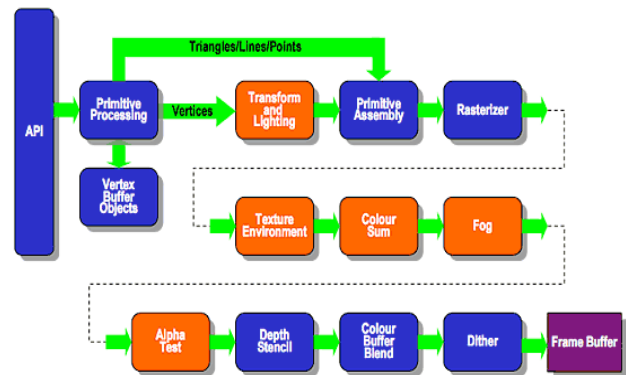 Triangles/Lines/Points
API
Primitive
Processing
Vertices
Transform
and
Lighting
Primitive
Assembly
Rasterizer
Vertex
Buffer
Objects
Texture
Environment
Colour
Sum
Fog
Alpha
Test
Depth
Stencil
Colour
Buffer
Blend
Dither
Frame Buffer